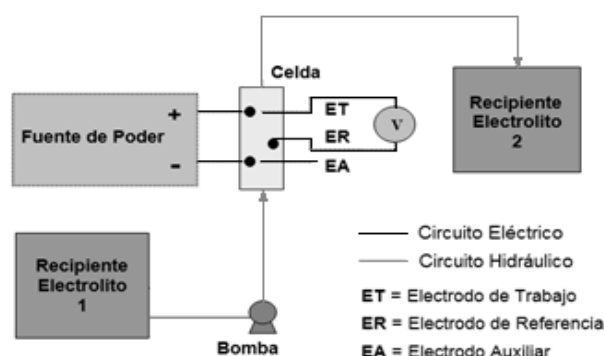 Celda
+
Fuente de Poder
-
ET
ER
EA
V
Recipiente
Electrolito
2
Recipiente
Electrolito
1
Bomba
Circuito Eléctrico
Circuito Hidráulico
ET = Electrodo de Trabajo
ER = Electrodo de Referencia
EA = Electrodo Auxiliar